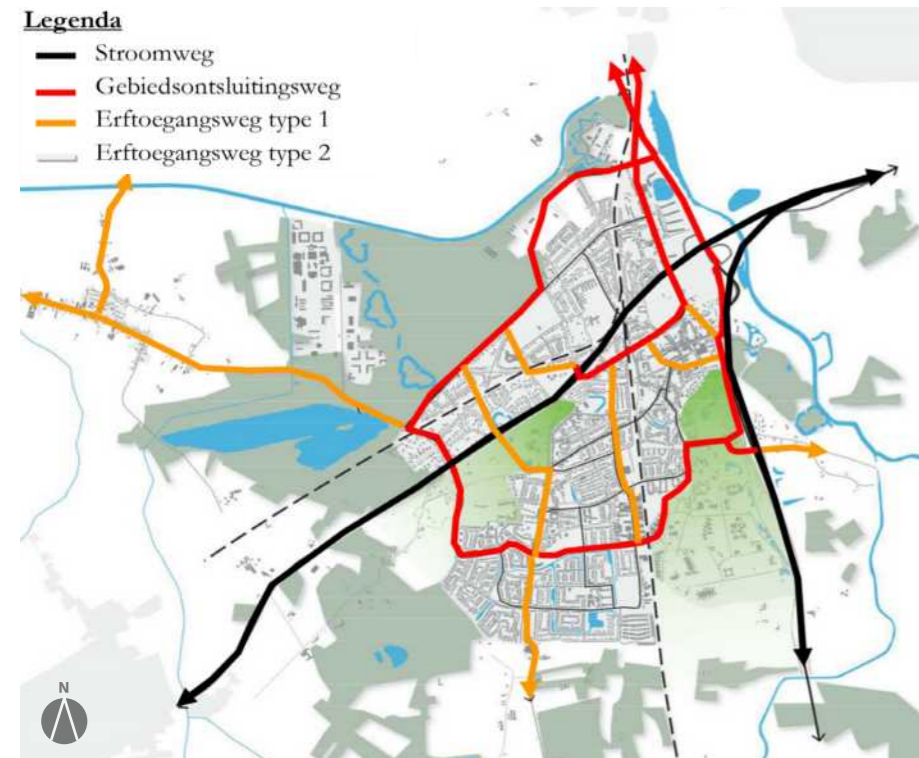 Legenda
Stroomweg
Gebiedsontsluitingsweg
Erftoegangsweg type 1
Erftoegangsweg type 2
N